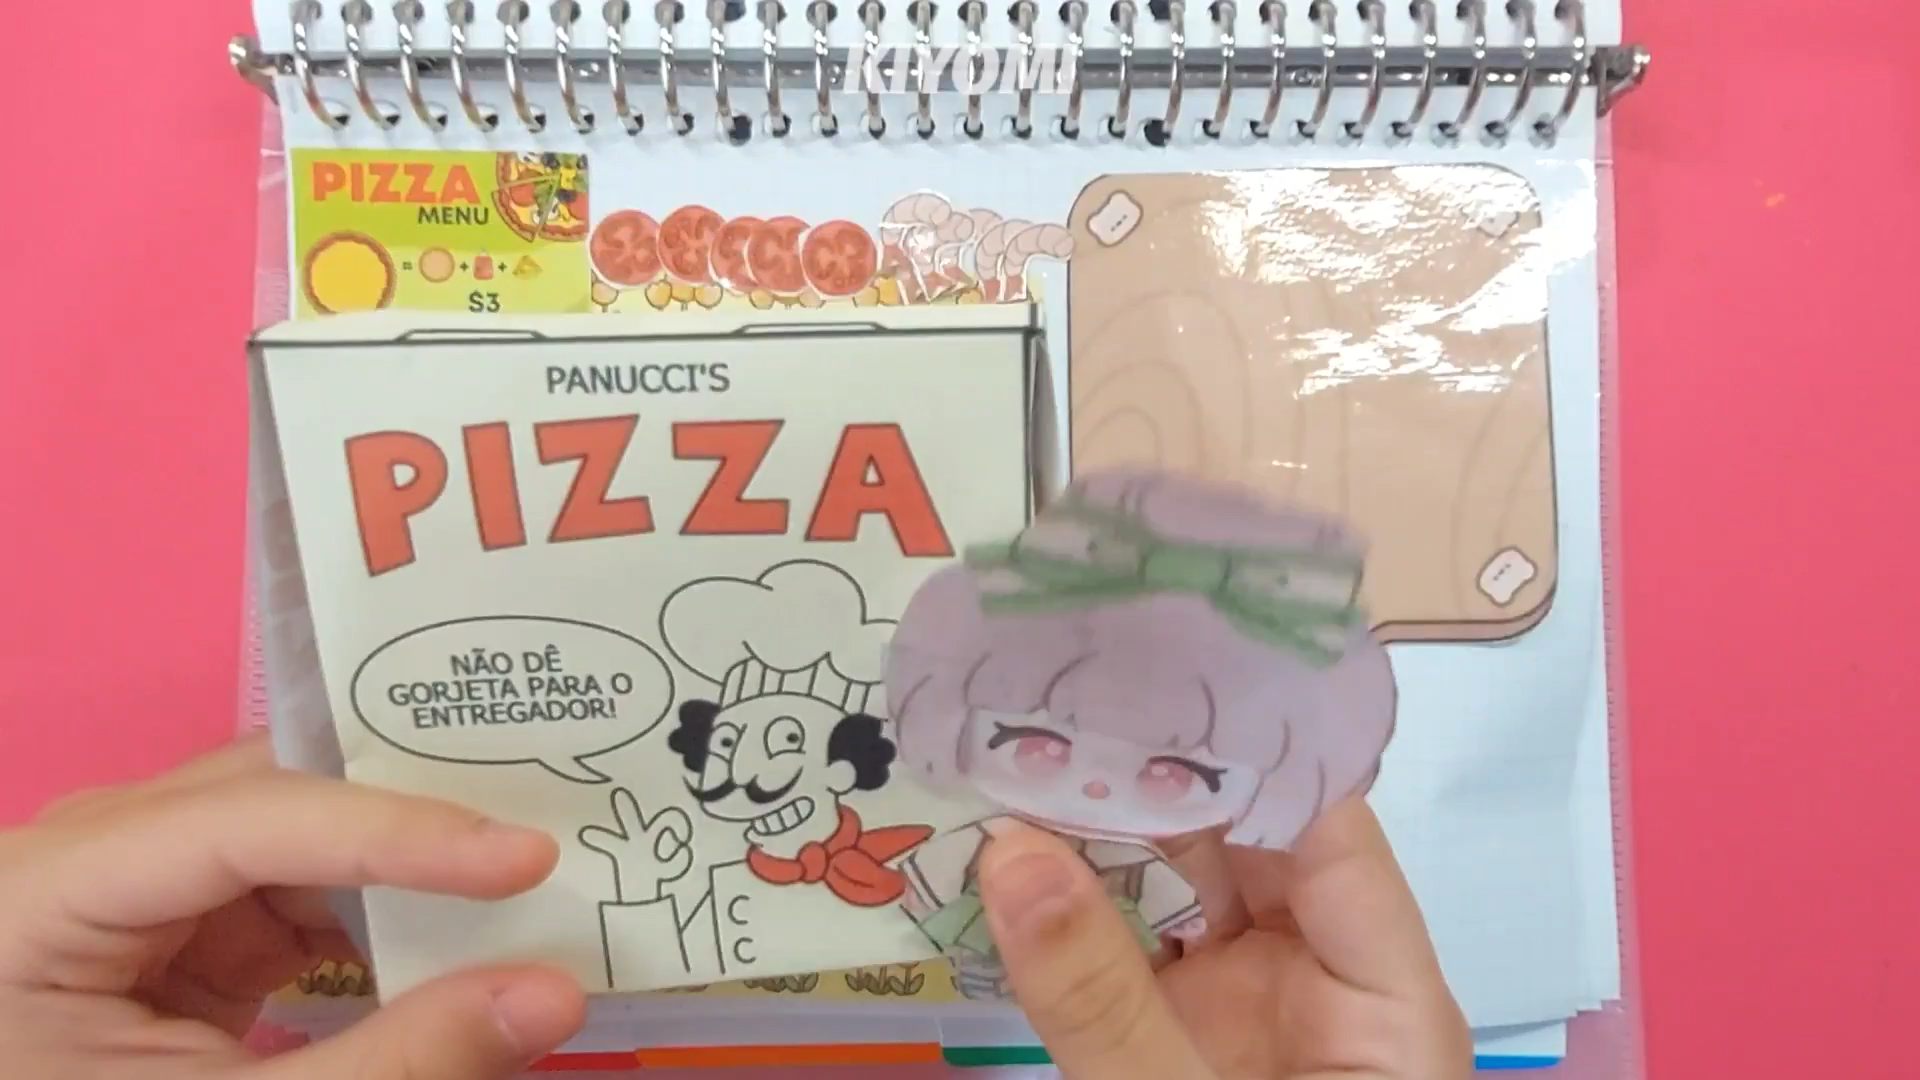 KIYOMI
PIZZA
MENU
= + +
$3
PANUCCI'S
PIZZA
NÃO DÊ
GORJETA PARA O
ENTREGADOR!